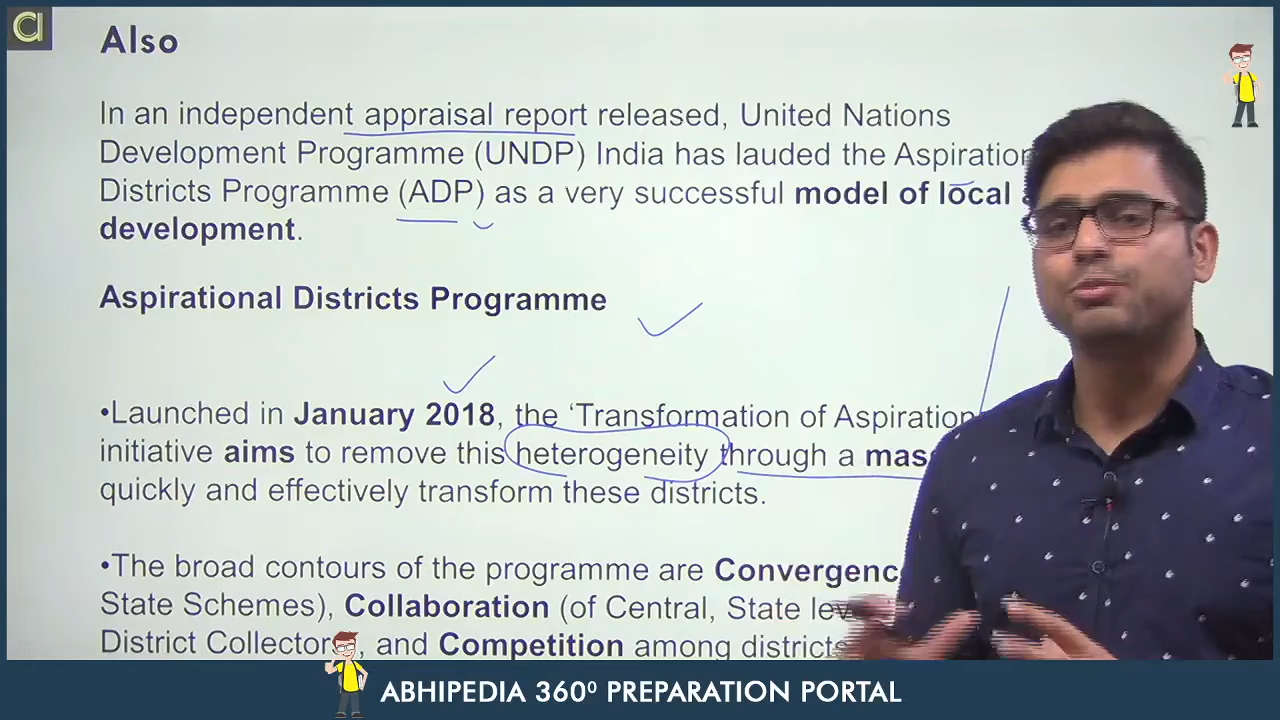 Also
In an independent appraisal report released, United Nations
Development Programme (UNDP) India has lauded the Aspiration
Districts Programme (ADP) as a very successful model of local
development.
Aspirational Districts Programme
•Launched in January 2018, the ‘Transformation of Aspiration
initiative aims to remove this heterogeneity through a mas
quickly and effectively transform these districts.
•The broad contours of the programme are Convergenc
State Schemes), Collaboration (of Central, State lev
District Collectors), and Competition among districts
ABHIPEDIA 360⁰ PREPARATION PORTAL